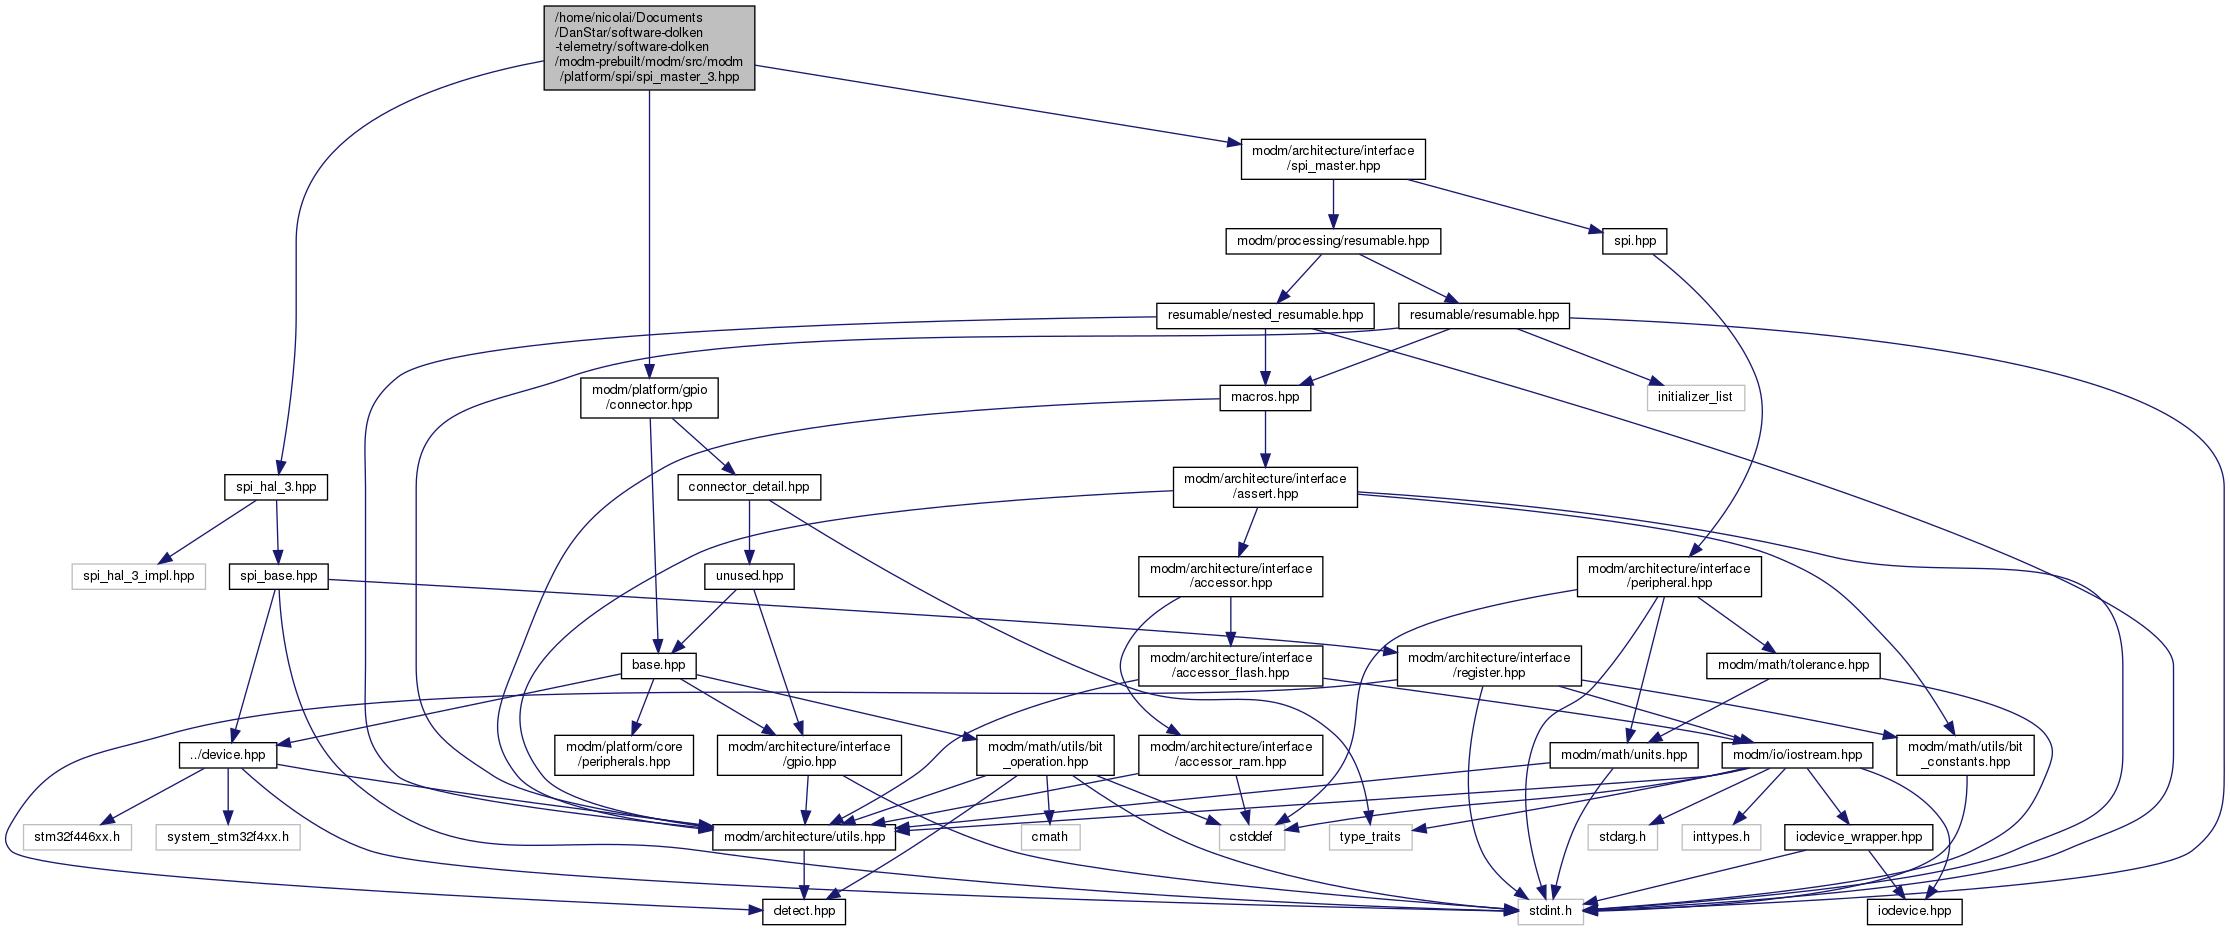 /home/nicolai/Documents
/DanStar/software-dolken
-telemetry/software-dolken
/modm-prebuilt/modm/src/modm
/platform/spi/spi_master_3.hpp
modm/architecture/interface
/spi_master.hpp
modm/processing/resumable.hpp
spi.hpp
resumable/nested_resumable.hpp
resumable/resumable.hpp
modm/platform/gpio
/connector.hpp
macros.hpp
initializer_list
spi_hal_3.hpp
connector_detail.hpp
modm/architecture/interface
/assert.hpp
spi_hal_3_impl.hpp
spi_base.hpp
unused.hpp
modm/architecture/interface
/accessor.hpp
modm/architecture/interface
/peripheral.hpp
base.hpp
modm/architecture/interface
/accessor_flash.hpp
modm/architecture/interface
/register.hpp
modm/math/tolerance.hpp
../device.hpp
modm/platform/core
/peripherals.hpp
modm/architecture/interface
/gpio.hpp
modm/math/utils/bit
_operation.hpp
modm/architecture/interface
/accessor_ram.hpp
modm/math/units.hpp
modm/io/iostream.hpp
modm/math/utils/bit
_constants.hpp
stm32f446xx.h
system_stm32f4xx.h
modm/architecture/utils.hpp
cmath
cstddef
type_traits
stdarg.h
inttypes.h
iodevice_wrapper.hpp
detect.hpp
stdint.h
iodevice.hpp